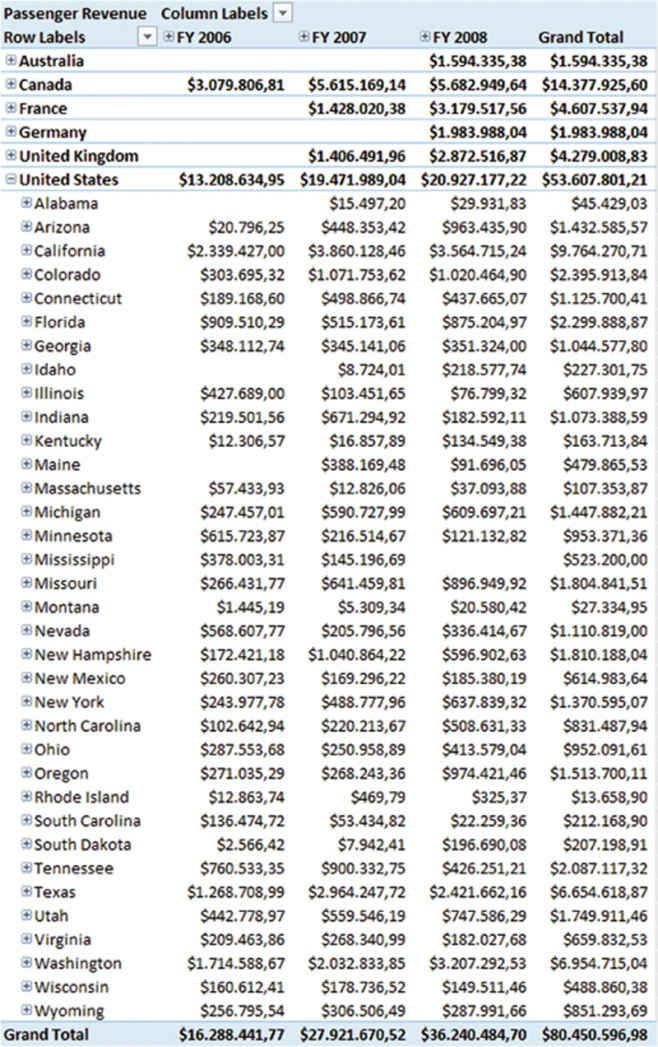 Passenger Revenue Column Labels
Row Labels FY 2006 FY 2007 FY 2008 Grand Total
Australia $1.594.335,38 $1.594.335,38
Canada $3.079.806,81 $5.615.169,14 $5.682.949,64 $14.377.925,60
France $1.428.020,38 $3.179.517,56 $4.607.537,94
Germany $1.983.988,04 $1.983.988,04
United Kingdom $1.406.491,96 $2.872.516,87 $4.279.008,83
United States $13.208.634,95 $19.471.989,04 $20.927.177,22 $53.607.801,21
Alabama $15.497,20 $29.931,83 $45.429,03
Arizona $20.796,25 $448.353,42 $963.435,90 $1.432.585,57
California $2.339.427,00 $3.860.128,46 $3.564.715,24 $9.764.270,71
Colorado $303.695,32 $1.071.753,62 $1.020.464,90 $2.395.913,84
Connecticut $189.168,60 $498.866,74 $437.665,07 $1.125.700,41
Florida $909.510,29 $515.173,61 $875.204,97 $2.299.888,87
Georgia $348.112,74 $345.141,06 $351.324,00 $1.044.577,80
Idaho $8.724,01 $218.577,74 $227.301,75
Illinois $427.689,00 $103.451,65 $76.799,32 $607.939,97
Indiana $219.501,56 $671.294,92 $182.592,11 $1.073.388,59
Kentucky $12.306,57 $16.857,89 $134.549,38 $163.713,84
Maine $388.169,48 $91.696,05 $479.865,53
Massachusetts $57.433,93 $12.826,06 $37.093,88 $107.353,87
Michigan $247.457,01 $590.727,99 $609.697,21 $1.447.882,21
Minnesota $615.723,87 $216.514,67 $121.132,82 $953.371,36
Mississippi $378.003,31 $145.196,69 $523.200,00
Missouri $266.431,77 $641.459,81 $896.949,92 $1.804.841,51
Montana $1.445,19 $5.309,34 $20.580,42 $27.334,95
Nevada $568.607,77 $205.796,56 $336.414,67 $1.110.819,00
New Hampshire $172.421,18 $1.040.864,22 $596.902,63 $1.810.188,04
New Mexico $260.307,23 $169.296,22 $185.380,19 $614.983,64
New York $243.977,78 $488.777,96 $637.839,32 $1.370.595,07
North Carolina $102.642,94 $220.213,67 $508.631,33 $831.487,94
Ohio $287.553,68 $250.958,89 $413.579,04 $952.091,61
Oregon $271.035,29 $268.243,36 $974.421,46 $1.513.700,11
Rhode Island $12.863,74 $469,79 $325,37 $13.658,90
South Carolina $136.474,72 $53.434,82 $22.259,36 $212.168,90
South Dakota $2.566,42 $7.942,41 $196.690,08 $207.198,91
Tennessee $760.533,35 $900.332,75 $426.251,21 $2.087.117,32
Texas $1.268.708,99 $2.964.247,72 $2.421.662,16 $6.654.618,87
Utah $442.778,97 $559.546,19 $747.586,29 $1.749.911,46
Virginia $209.463,86 $268.340,99 $182.027,68 $659.832,53
Washington $1.714.588,67 $2.032.833,85 $3.207.292,53 $6.954.715,04
Wisconsin $160.612,41 $178.736,52 $149.511,46 $488.860,38
Wyoming $256.795,54 $306.506,49 $287.991,66 $851.293,69
Grand Total $16.288.441,77 $27.921.670,52 $36.240.484,70 $80.450.596,98